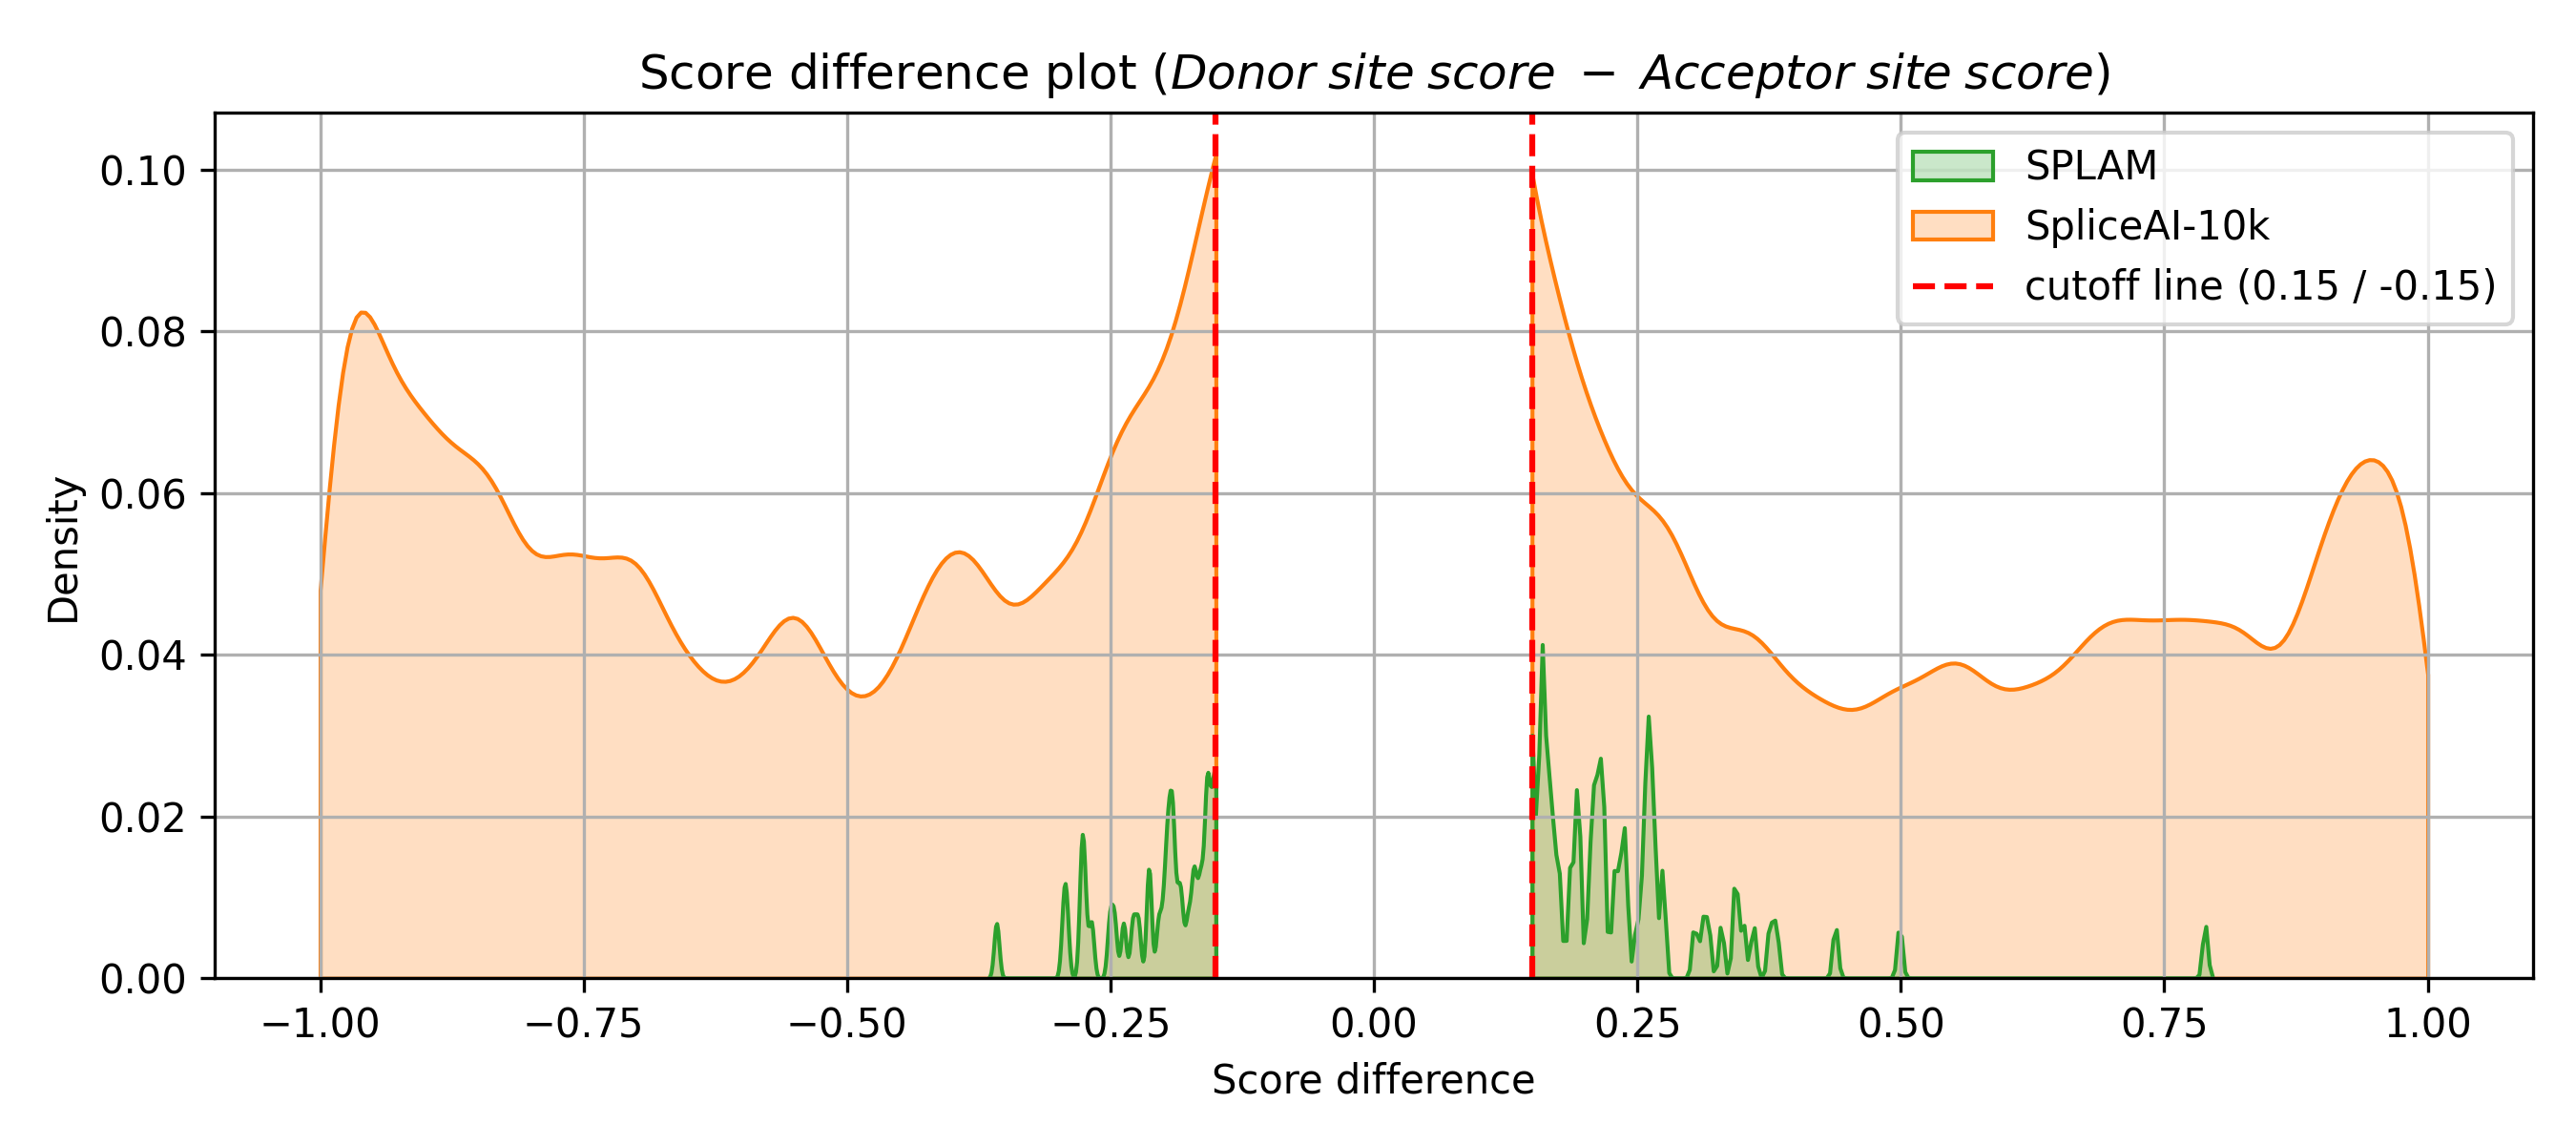 Score difference plot (Donor site score − Acceptor site score)
SPLAM
SpliceAI-10k
cutoff line (0.15 / -0.15)
Density
0.10
0.08
0.06
0.04
0.02
0.00
−1.00 −0.75 −0.50 −0.25 0.00 0.25 0.50 0.75 1.00
Score difference